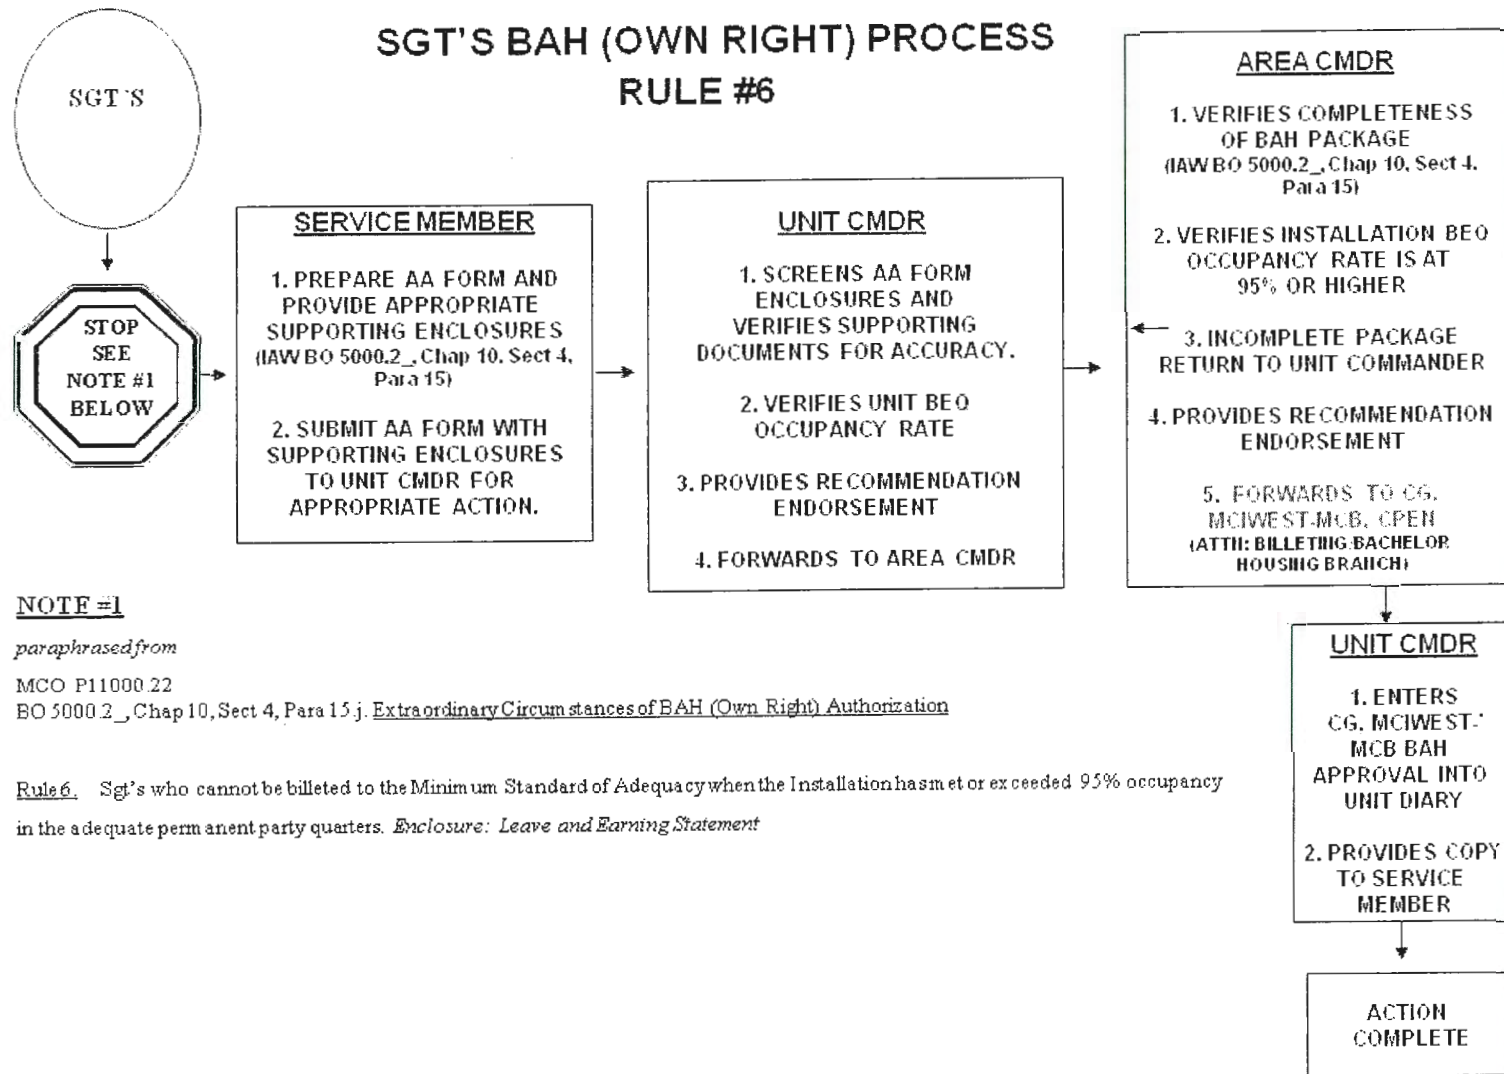 SGT'S BAH (OWN RIGHT) PROCESS
RULE #6
SGT'S
STOP
SEE
NOTE #1
BELOW
SERVICE MEMBER
1. PREPARE AA FORM AND
PROVIDE APPROPRIATE
SUPPORTING ENCLOSURES
(IAW BO 5000.2_, Chap 10, Sect 4,
Para 15)
2. SUBMIT AA FORM WITH
SUPPORTING ENCLOSURES
TO UNIT CMDR FOR
APPROPRIATE ACTION.
UNIT CMDR
1. SCREENS AA FORM
ENCLOSURES AND
VERIFIES SUPPORTING
DOCUMENTS FOR ACCURACY.
2. VERIFIES UNIT BEQ
OCCUPANCY RATE
3. PROVIDES RECOMMENDATION
ENDORSEMENT
4. FORWARDS TO AREA CMDR
AREA CMDR
1. VERIFIES COMPLETENESS
OF BAH PACKAGE
(IAW BO 5000.2_, Chap 10, Sect 4,
Para 15)
2. VERIFIES INSTALLATION BEQ
OCCUPANCY RATE IS AT
95% OR HIGHER
3. INCOMPLETE PACKAGE
RETURN TO UNIT COMMANDER
4. PROVIDES RECOMMENDATION
ENDORSEMENT
5. FORWARDS TO CG,
MCIWEST-MCB, CPEN
(ATTN: BILLETING/BACHELOR
HOUSING BRANCH)
UNIT CMDR
1. ENTERS
CG, MCIWEST-
MCB BAH
APPROVAL INTO
UNIT DIARY
2. PROVIDES COPY
TO SERVICE
MEMBER
ACTION
COMPLETE
NOTE #1
paraphrased from
MCO P11000.22
BO 5000.2_, Chap 10, Sect 4, Para 15.j. Extraordinary Circumstances of BAH (Own Right) Authorization
Rule 6. Sgt's who cannot be billeted to the Minimum Standard of Adequacy when the Installation has met or exceeded 95% occupancy
in the adequate permanent party quarters. Enclosure: Leave and Earning Statement